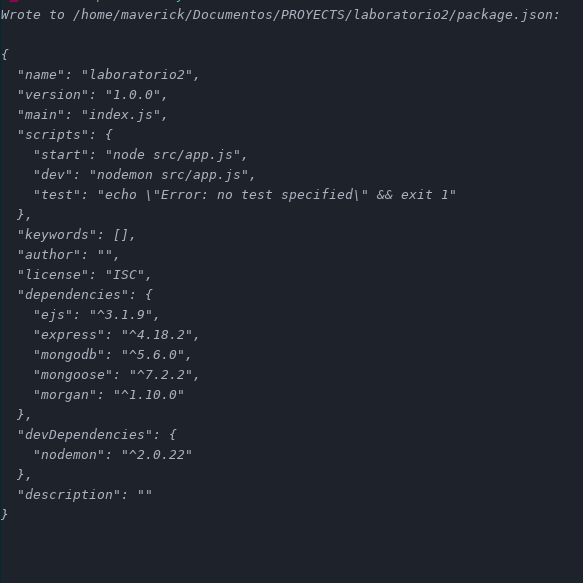 Wrote to /home/maverick/Documentos/PROYECTS/laboratorio2/package.json:
{
  "name": "laboratorio2",
  "version": "1.0.0",
  "main": "index.js",
  "scripts": {
    "start": "node src/app.js",
    "dev": "nodemon src/app.js",
    "test": "echo \"Error: no test specified\" && exit 1"
  },
  "keywords": [],
  "author": "",
  "license": "ISC",
  "dependencies": {
    "ejs": "^3.1.9",
    "express": "^4.18.2",
    "mongodb": "^5.6.0",
    "mongoose": "^7.2.2",
    "morgan": "^1.10.0"
  },
  "devDependencies": {
    "nodemon": "^2.0.22"
  },
  "description": ""
}